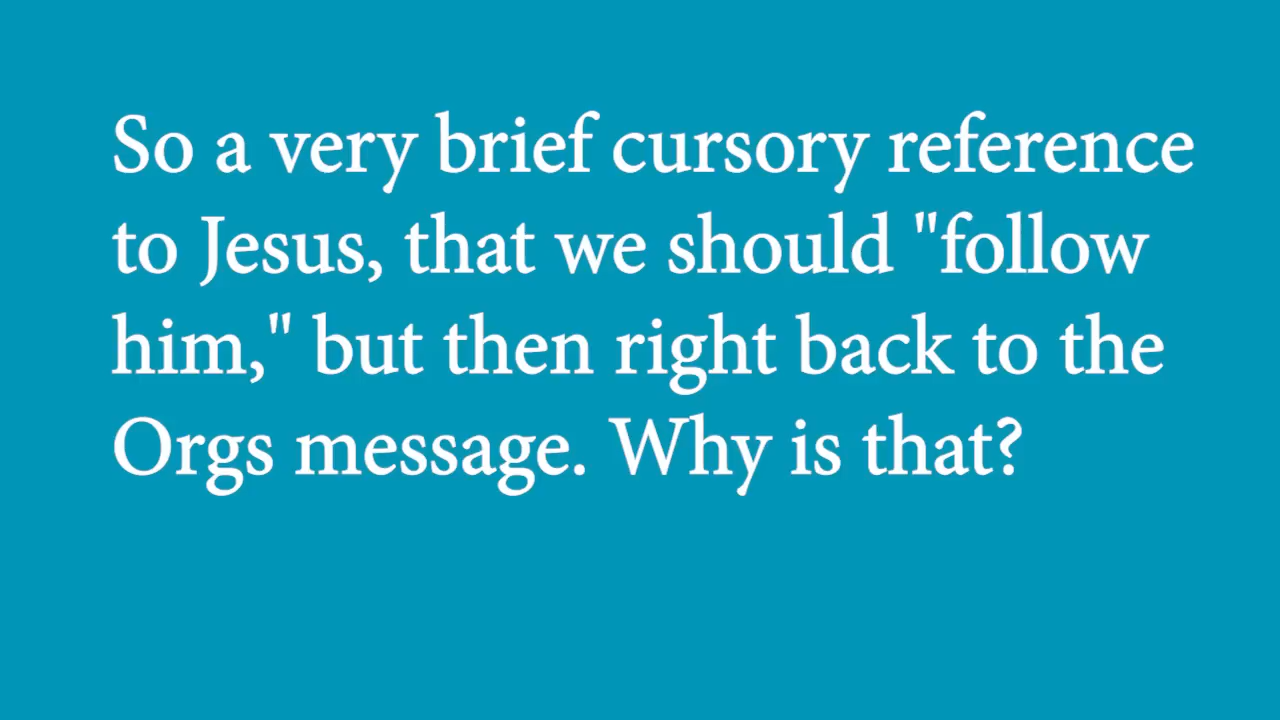 So a very brief cursory reference
to Jesus, that we should "follow
him," but then right back to the
Orgs message. Why is that?